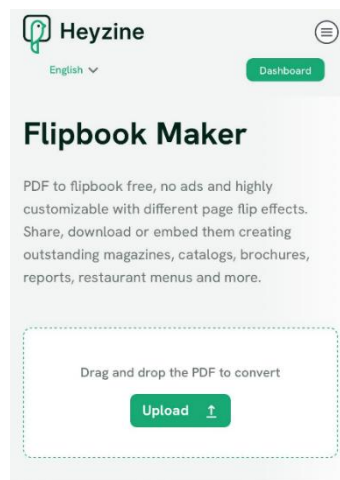 Heyzine
English
Dashboard
Flipbook Maker
PDF to flipbook free, no ads and highly
customizable with different page flip effects.
Share, download or embed them creating
outstanding magazines, catalogs, brochures,
reports, restaurant menus and more.
Drag and drop the PDF to convert
Upload